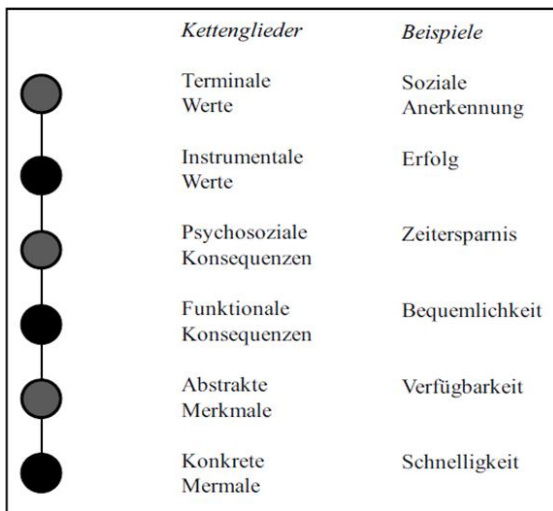 Kettenglieder Beispiele
Terminale Soziale
Werte Anerkennung
Instrumentale Erfolg
Werte
Psychosoziale Zeitersparnis
Konsequenzen
Funktionale Bequemlichkeit
Konsequenzen
Abstrakte Verfügbarkeit
Merkmale
Konkrete Schnelligkeit
Mermale